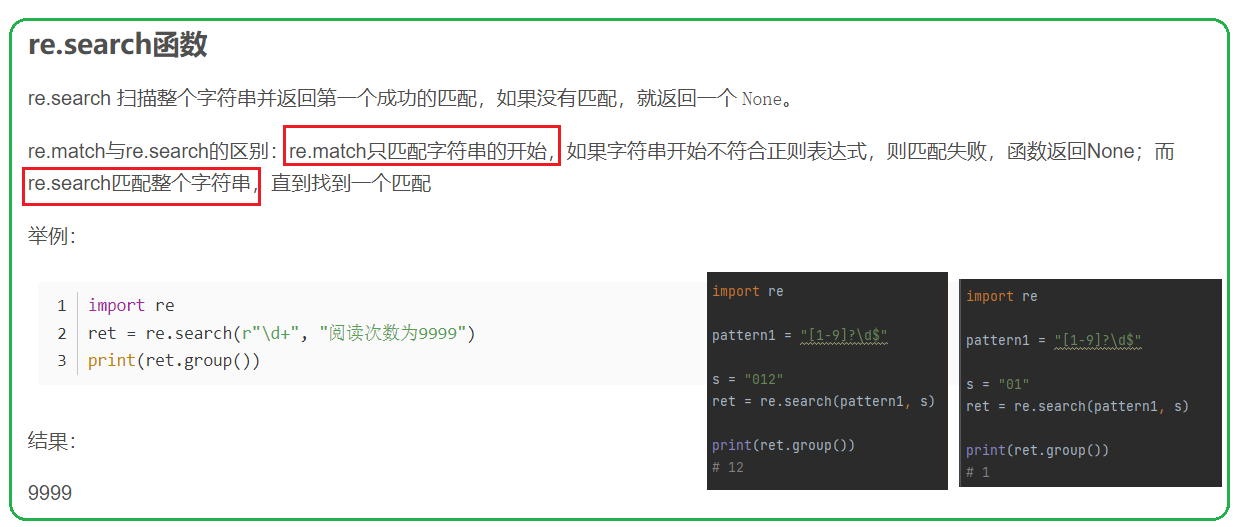 re.search函数
re.search 扫描整个字符串并返回第一个成功的匹配，如果没有匹配，就返回一个 None。
re.match与re.search的区别：re.match只匹配字符串的开始，如果字符串开始不符合正则表达式，则匹配失败，函数返回None；而
re.search匹配整个字符串，直到找到一个匹配
举例：
1 import re
2 ret = re.search(r"\d+", "阅读次数为9999")
3 print(ret.group())
结果：
9999
import re
pattern1 = "[1-9]?\d$"
s = "012"
ret = re.search(pattern1, s)
print(ret.group())
# 12
import re
pattern1 = "[1-9]?\d$"
s = "01"
ret = re.search(pattern1, s)
print(ret.group())
# 1